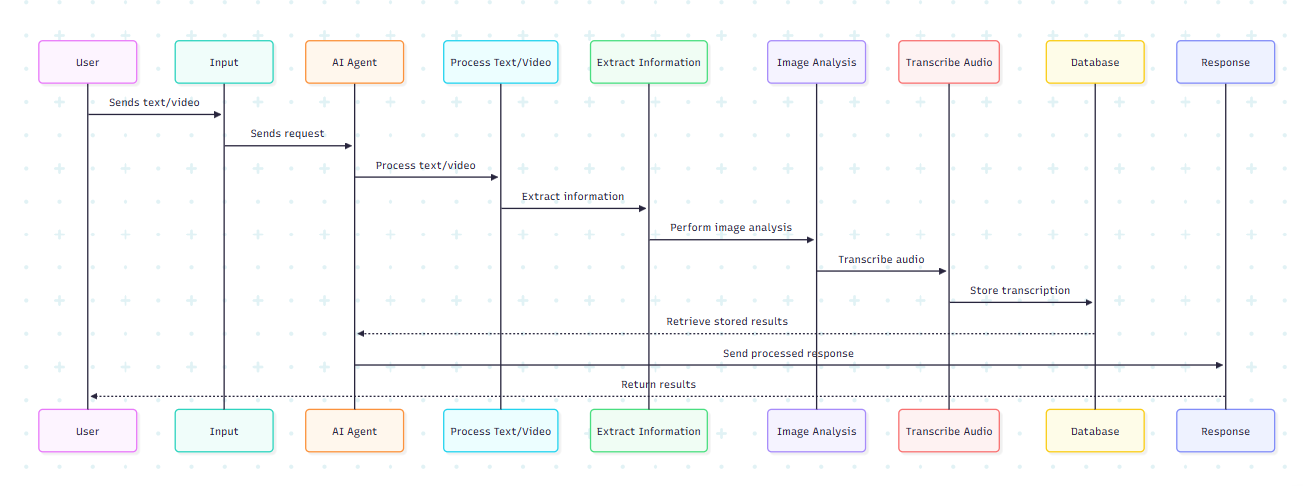 User
Input
AI Agent
Process Text/Video
Extract Information
Image Analysis
Transcribe Audio
Database
Response
Sends text/video
Sends request
Process text/video
Extract information
Perform image analysis
Transcribe audio
Store transcription
Retrieve stored results
Send processed response
Return results
User
Input
AI Agent
Process Text/Video
Extract Information
Image Analysis
Transcribe Audio
Database
Response